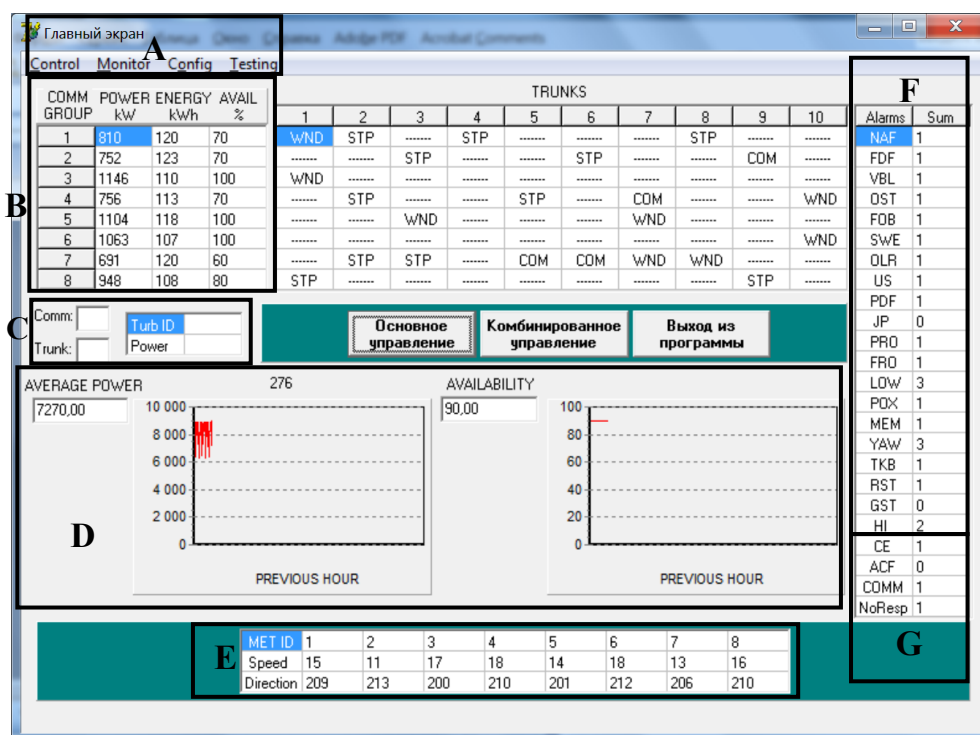 Главный экран
A
Control Monitor Config Testing
COMM GROUP POWER kW ENERGY kWh AVAIL %
TRUNKS
1 2 3 4 5 6 7 8 9 10
1 810 120 70 WND STP ------- STP ------- ------- ------- STP ------- -------
2 752 123 70 ------- ------- STP ------- ------- STP ------- ------- COM -------
3 1146 110 100 WND ------- ------- ------- ------- ------- ------- ------- ------- -------
4 756 113 70 ------- STP ------- ------- STP ------- COM ------- ------- WND
5 1104 118 100 ------- ------- WND ------- ------- ------- WND ------- ------- -------
6 1063 107 100 ------- ------- ------- ------- ------- ------- ------- ------- ------- WND
7 691 120 60 ------- STP STP ------- COM COM WND WND ------- -------
8 948 108 80 STP ------- ------- ------- ------- ------- ------- ------- STP -------
B
C
Comm:
Trunk:
Turb ID
Power
Основное
управление
Комбинированное
управление
Выход из
программы
AVERAGE POWER 276
7270,00
10 000
8 000
6 000
4 000
2 000
0
PREVIOUS HOUR
D
AVAILABILITY
90,00
100
80
60
40
20
0
PREVIOUS HOUR
E
MET ID 1 2 3 4 5 6 7 8
Speed 15 11 17 18 14 18 13 16
Direction 209 213 200 210 201 212 206 210
F
Alarms Sum
NAF 1
FDF 1
VBL 1
OST 1
FOB 1
SWE 1
OLR 1
US 1
PDF 1
JP 0
PRO 1
FRO 1
LOW 3
POX 1
MEM 1
YAW 3
TKB 1
RST 1
GST 0
HI 2
CE 1
ACF 0
COMM 1
NoResp 1
G